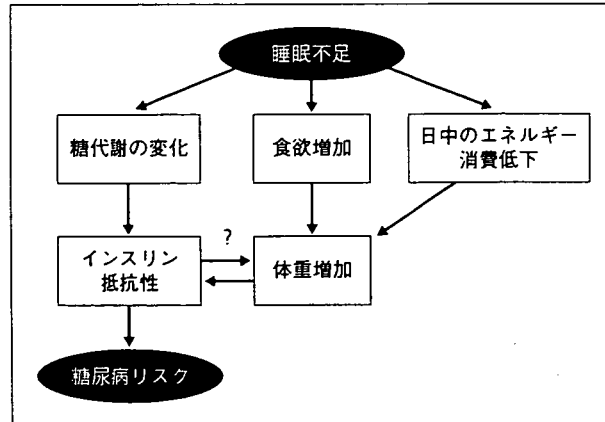 睡眠不足
糖代謝の変化
食欲増加
日中のエネルギー
消費低下
?
インスリン
抵抗性
体重増加
糖尿病リスク